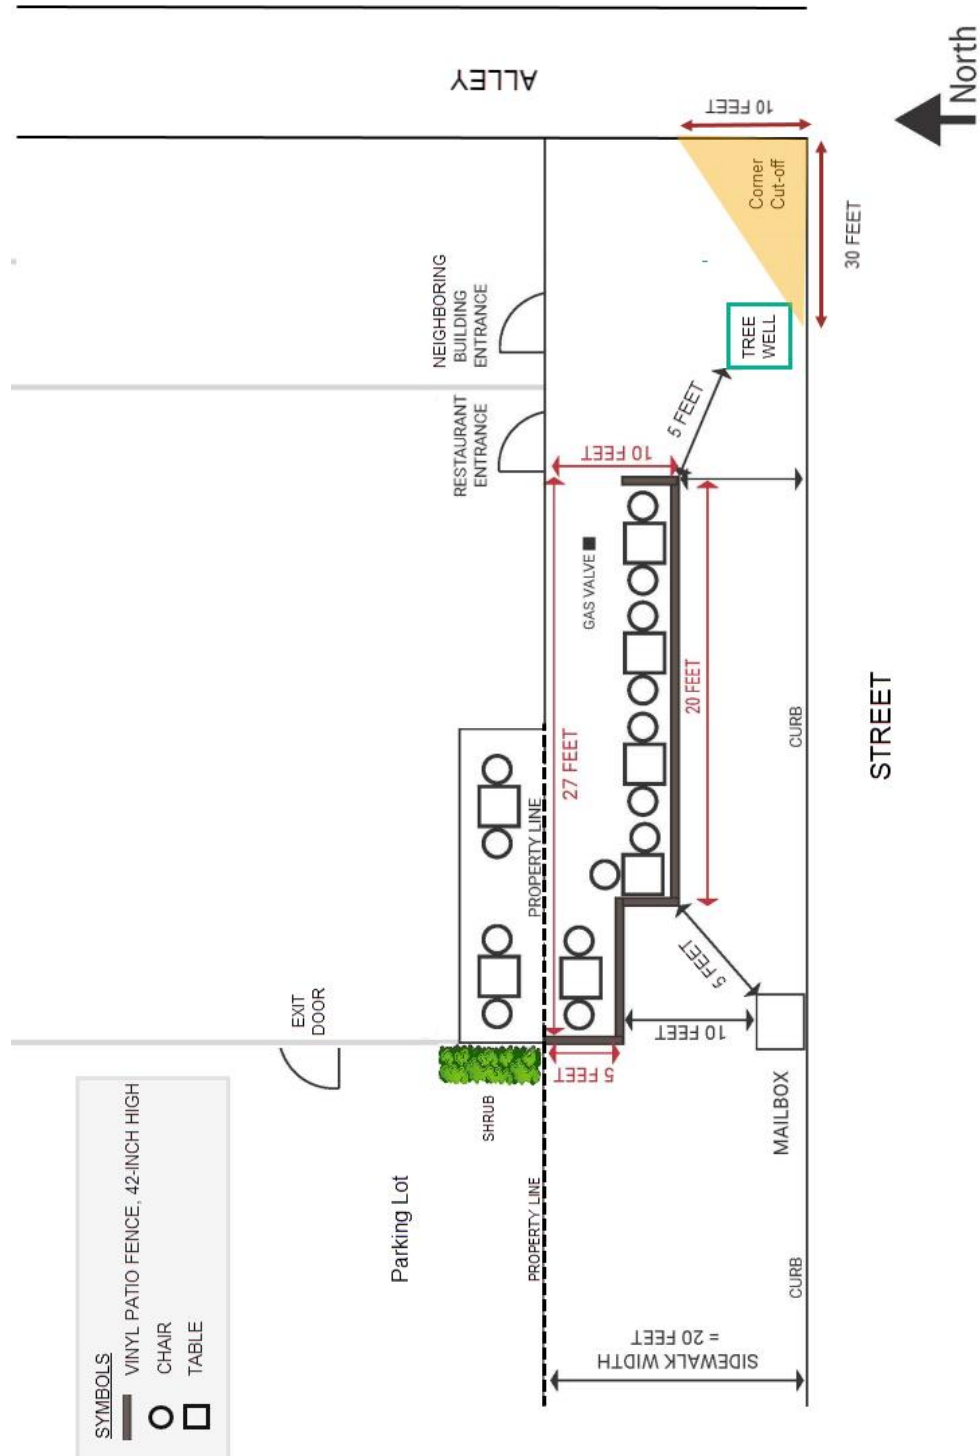 ALLEY
North
10 FEET
Corner
Cut-off
30 FEET
NEIGHBORING
BUILDING
ENTRANCE
TREE
WELL
RESTAURANT
ENTRANCE
5 FEET
10 FEET
GAS VALVE
20 FEET
27 FEET
CURB
STREET
PROPERTY LINE
EXIT
DOOR
5 FEET
10 FEET
5 FEET
SHRUB
MAILBOX
Parking Lot
PROPERTY LINE
CURB
SIDEWALK WIDTH
= 20 FEET
SYMBOLS
VINYL PATIO FENCE, 42-INCH HIGH
CHAIR
TABLE